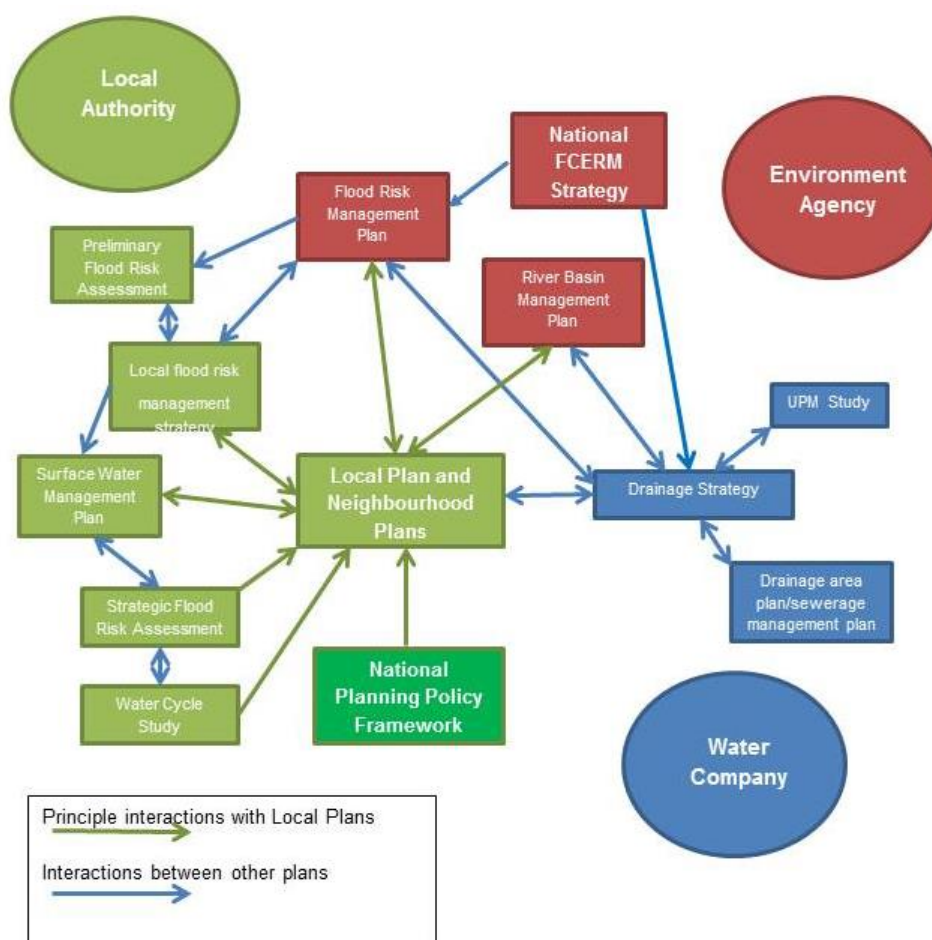 Local
Authority
National
FCERM
Strategy
Environment
Agency
Flood Risk
Management
Plan
Preliminary
Flood Risk
Assessment
River Basin
Management
Plan
Local flood risk
management
strategy
UPM Study
Surface Water
Management
Plan
Local Plan and
Neighbourhood
Plans
Drainage Strategy
Strategic Flood
Risk Assessment
Drainage area
plan/sewerage
management plan
National
Planning Policy
Framework
Water Cycle
Study
Water
Company
Principle interactions with Local Plans
Interactions between other plans